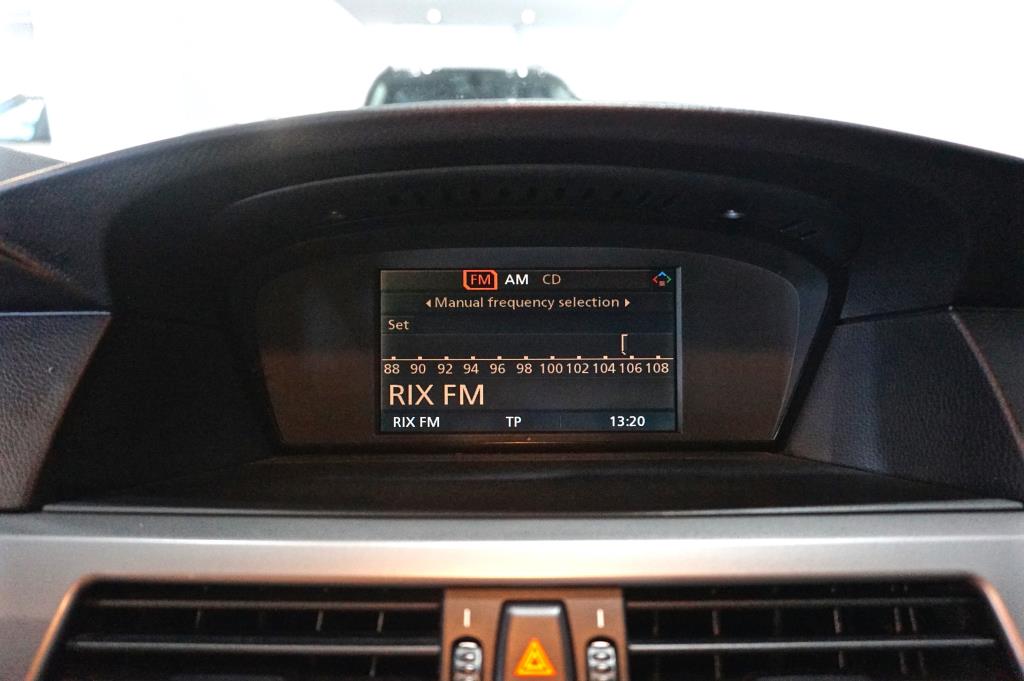 FM AM CD
Manual frequency selection
Set
88 90 92 94 96 98 100 102 104 106 108
RIX FM
RIX FM TP 13:20